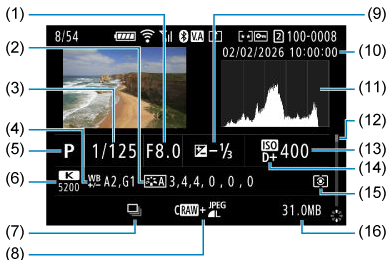 (1) (9)
8/54 V.A [•] 2 100-0008
(2) 02/02/2026 10:00:00 (10)
(3) (11)
(4) (12)
(5) P 1/125 F8.0 -⅓ ISO D+ 400 (13)
(14)
(6) K 5200 WB +/- A2,G1 A 3,4,4,0,0,0 (15)
(7) CRAW+JPEG L 31.0MB
(8) (16)